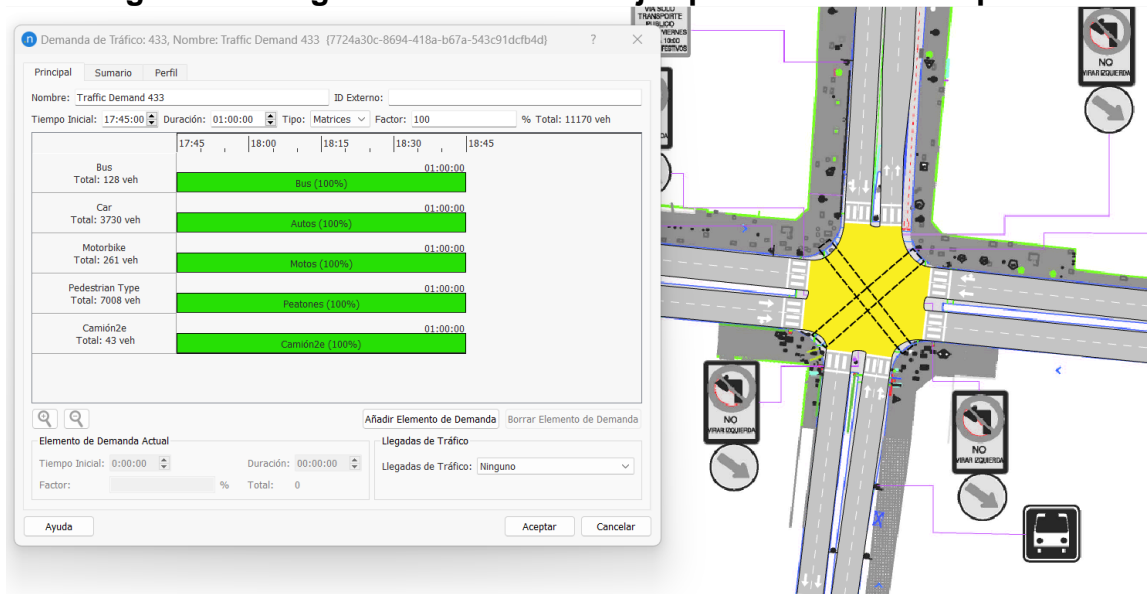 Demanda de Tráfico: 433, Nombre: Traffic Demand 433 {7724a30c-8694-418a-b67a-543c91dcfb4d} ? ×
Principal Sumario Perfil
Nombre: Traffic Demand 433 ID Externo:
Tiempo Inicial: 17:45:00 Duración: 01:00:00 Tipo: Matrices Factor: 100 % Total: 11170 veh
17:45 18:00 18:15 18:30 18:45
Bus
Total: 128 veh
01:00:00
Bus (100%)
Car
Total: 3730 veh
01:00:00
Autos (100%)
Motorbike
Total: 261 veh
01:00:00
Motos (100%)
Pedestrian Type
Total: 7008 veh
01:00:00
Peatones (100%)
Camión2e
Total: 43 veh
01:00:00
Camión2e (100%)
Añadir Elemento de Demanda Borrar Elemento de Demanda
Elemento de Demanda Actual
Tiempo Inicial: 0:00:00 Duración: 00:00:00
Factor: % Total: 0
Llegadas de Tráfico
Llegadas de Tráfico: Ninguno
Ayuda Aceptar Cancelar
VIA SOLO
TRANSPORTE
PUBLICO
10:00
NO
VIRAR IZQUIERDA
NO
VIRAR IZQUIERDA
NO
VIRAR IZQUIERDA